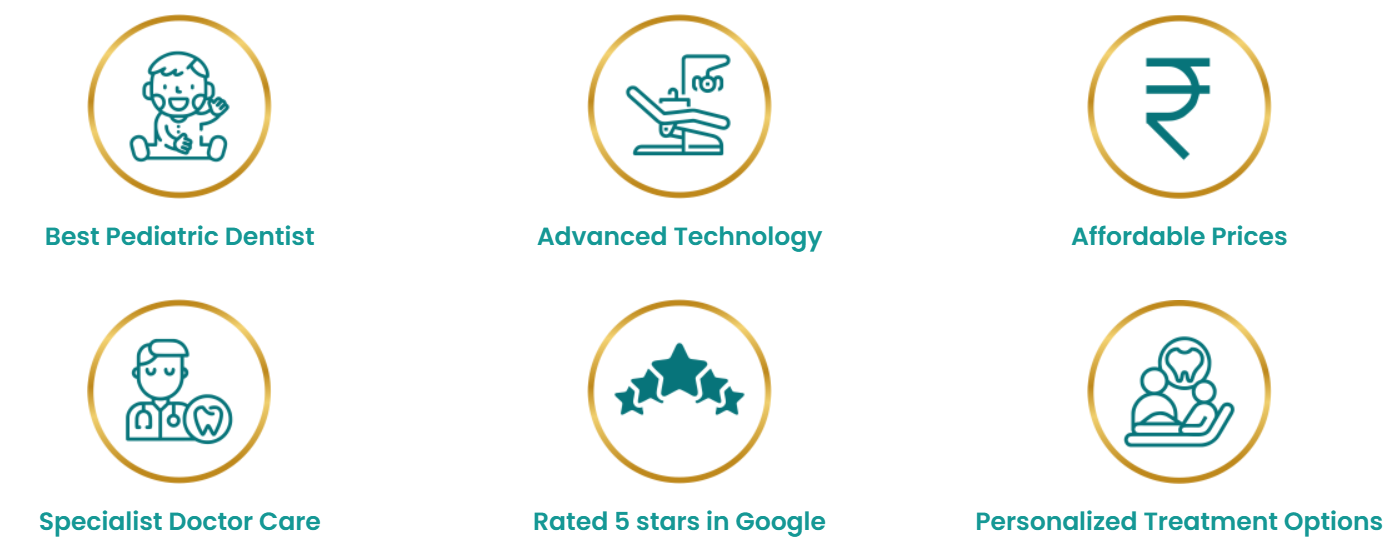 Best Pediatric Dentist
Advanced Technology
Affordable Prices
Specialist Doctor Care
Rated 5 stars in Google
Personalized Treatment Options